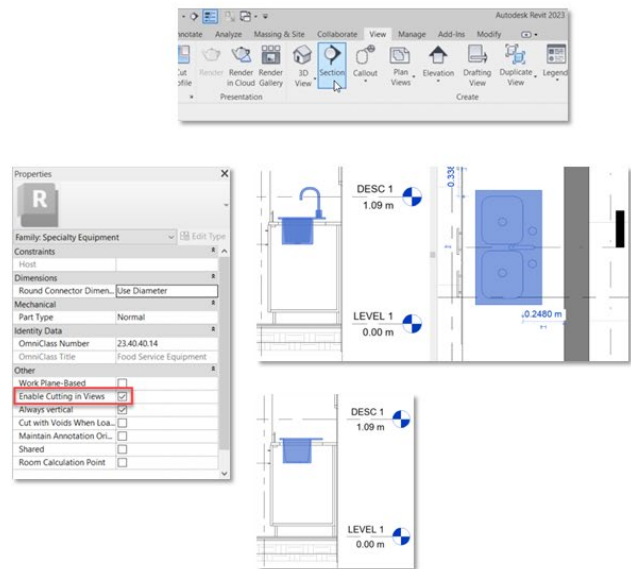 Autodesk Revit 2023
nnotate Analyze Massing & Site Collaborate View Manage Add-Ins Modify
Cut Render Render Render 3D Section Callout Plan Elevation Drafting Duplicate Legend
ofile in Cloud Gallery View Views View View
Presentation Create
Properties X
R
Family: Specialty Equipment Edit Type
Constraints
Host
Dimensions
Round Connector Dimen... Use Diameter
Mechanical
Part Type Normal
Identity Data
OmniClass Number 23.40.40.14
OmniClass Title Food Service Equipment
Other
Work Plane-Based
Enable Cutting in Views
Always vertical
Cut with Voids When Loa...
Maintain Annotation Ori...
Shared
Room Calculation Point
DESC 1
1.09 m
LEVEL 1
0.00 m
0.338
0.2480 m
DESC 1
1.09 m
LEVEL 1
0.00 m